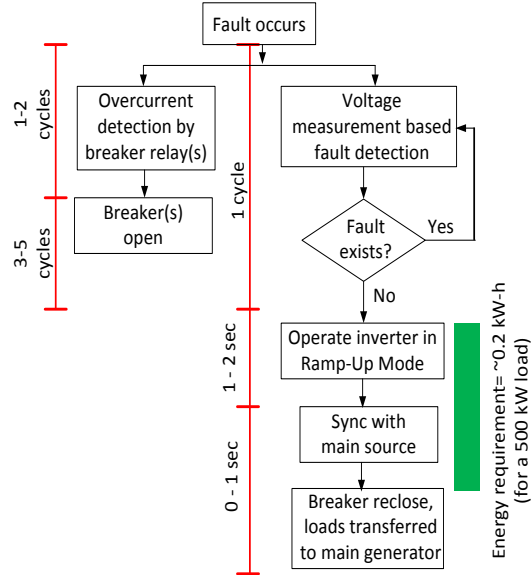 Fault occurs
1-2
cycles
Overcurrent
detection by
breaker relay(s)
Voltage
measurement based
fault detection
1 cycle
Breaker(s)
open
3-5
cycles
Fault
exists?
Yes
No
1 - 2 sec
Operate inverter in
Ramp-Up Mode
Energy requirement= ~0.2 kW-h
(for a 500 kW load)
Sync with
main source
0 - 1 sec
Breaker reclose,
loads transferred
to main generator